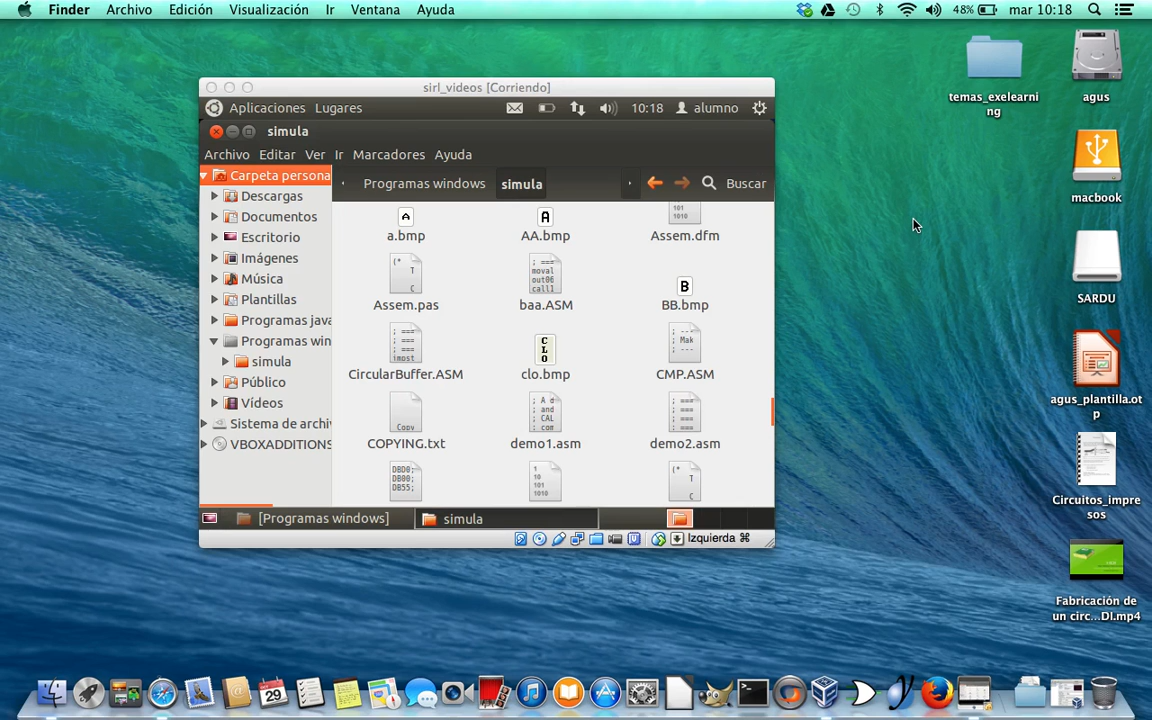 Finder Archivo Edición Visualización Ir Ventana Ayuda 48% mar 10:18
sirl_videos [Corriendo]
Aplicaciones Lugares 10:18 alumno
simula
Archivo Editar Ver Ir Marcadores Ayuda
Carpeta persona
Descargas
Documentos
Escritorio
Imágenes
Música
Plantillas
Programas java
Programas win
simula
Público
Vídeos
Sistema de archi
VBOXADDITIONS
Programas windows simula Buscar
a.bmp AA.bmp Assem.dfm
Assem.pas baa.ASM BB.bmp
CircularBuffer.ASM clo.bmp CMP.ASM
COPYING.txt demo1.asm demo2.asm
[Programas windows] simula
Izquierda ⌘
temas_exelearni
ng
agus
macbook
SARDU
agus_plantilla.ot
p
Circuitos_impre
sos
Fabricación de
un circ...DI.mp4
29